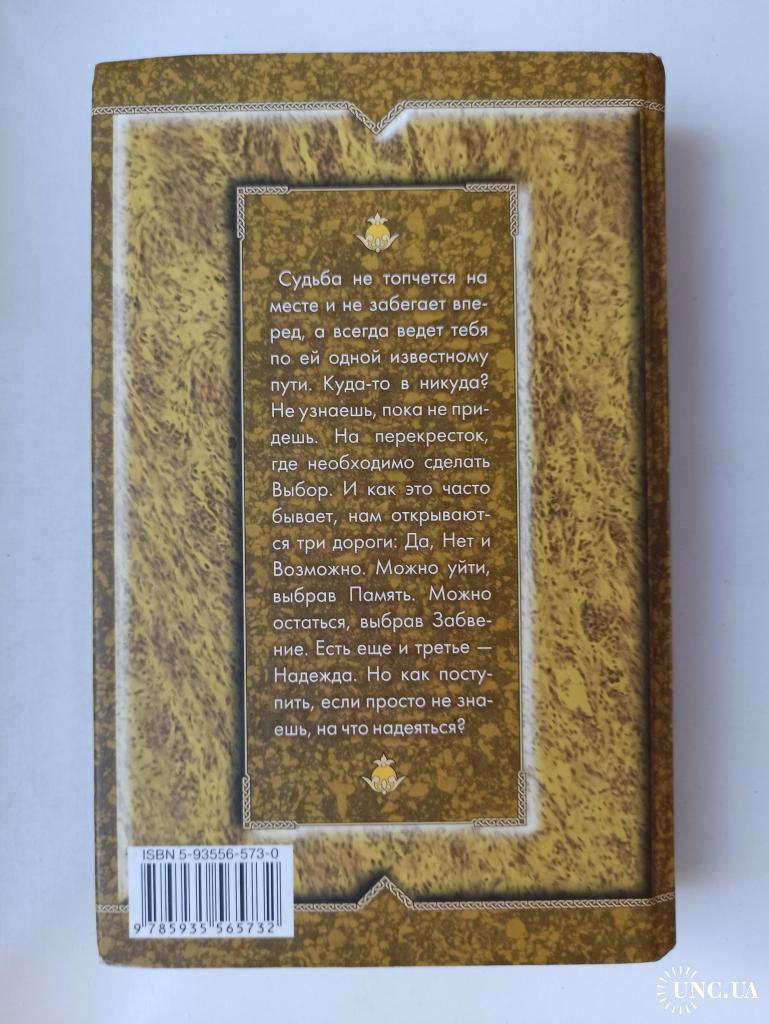 Судьба не топчется на
месте и не забегает впе-
ред, а всегда ведет тебя
по ей одной известному
пути. Куда-то в никуда?
Не узнаешь, пока не при-
дешь. На перекресток,
где необходимо сделать
Выбор. И как это часто
бывает, нам открывают-
ся три дороги: Да, Нет и
Возможно. Можно уйти,
выбрав Память. Можно
остаться, выбрав Забве-
ние. Есть еще и третье —
Надежда. Но как посту-
пить, если просто не зна-
ешь, на что надеяться?
ISBN 5-93556-573-0
9 785935 565732
UNC.UA